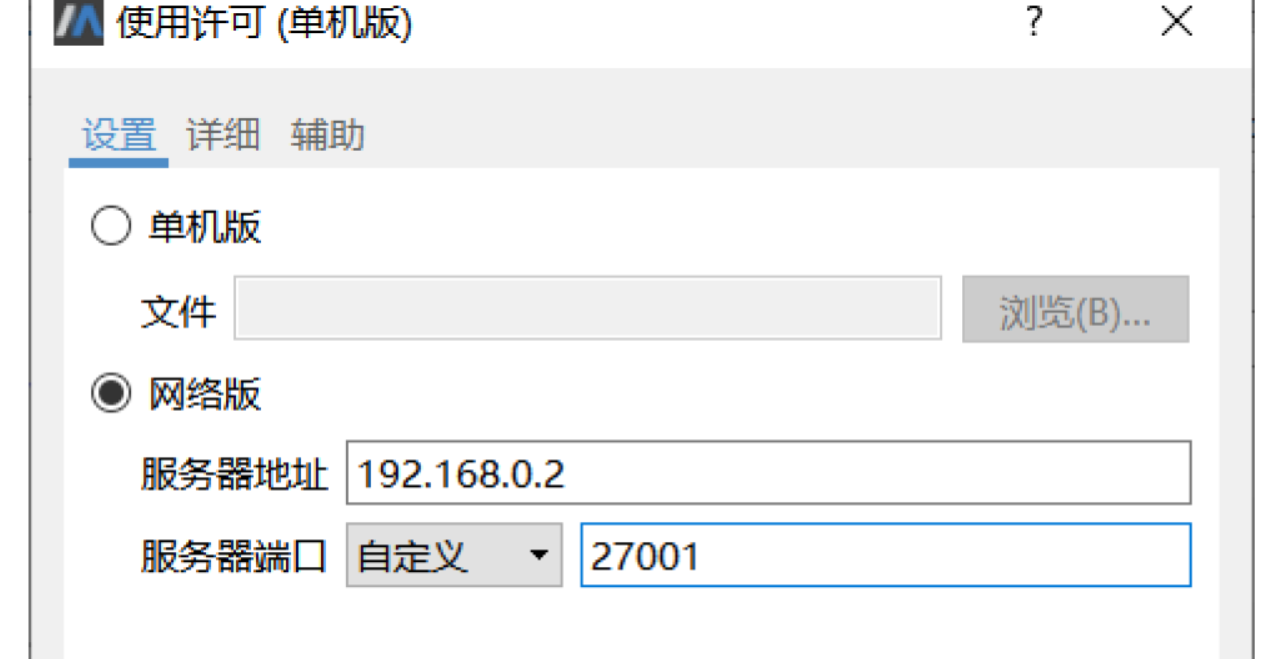 使用许可 (单机版) ?
设置 详细 辅助
单机版
文件 浏览(B)...
网络版
服务器地址 192.168.0.2
服务器端口 自定义 27001